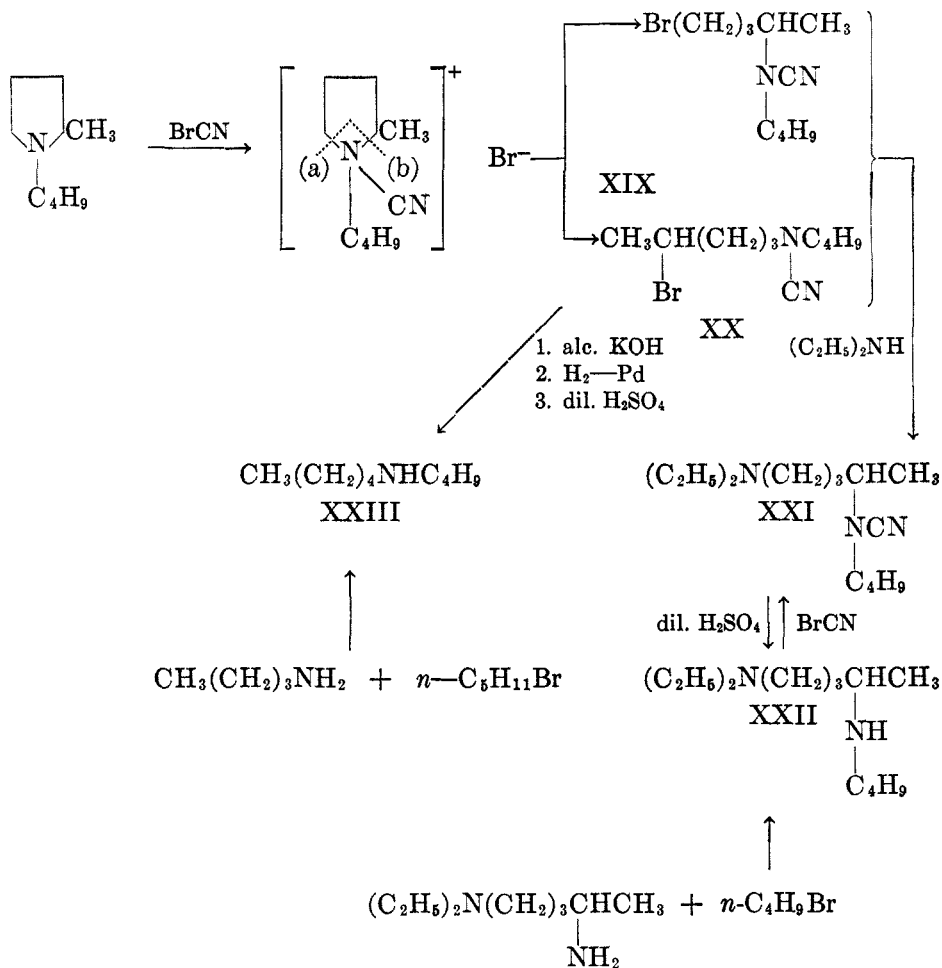 Br(CH₂)₃CHCH₃
NCN
C₄H₉
N
CH₃
C₄H₉
BrCN
+
(a)
N
(b)
CH₃
CN
C₄H₉
Br⁻
XIX
CH₃CH(CH₂)₃NC₄H₉
Br
CN
XX
1. alc. KOH
2. H₂—Pd
3. dil. H₂SO₄
(C₂H₅)₂NH
CH₃(CH₂)₄NHC₄H₉
XXIII
(C₂H₅)₂N(CH₂)₃CHCH₃
XXI
NCN
C₄H₉
dil. H₂SO₄
BrCN
CH₃(CH₂)₃NH₂ + n—C₅H₁₁Br
(C₂H₅)₂N(CH₂)₃CHCH₃
XXII
NH
C₄H₉
(C₂H₅)₂N(CH₂)₃CHCH₃ + n-C₄H₉Br
NH₂